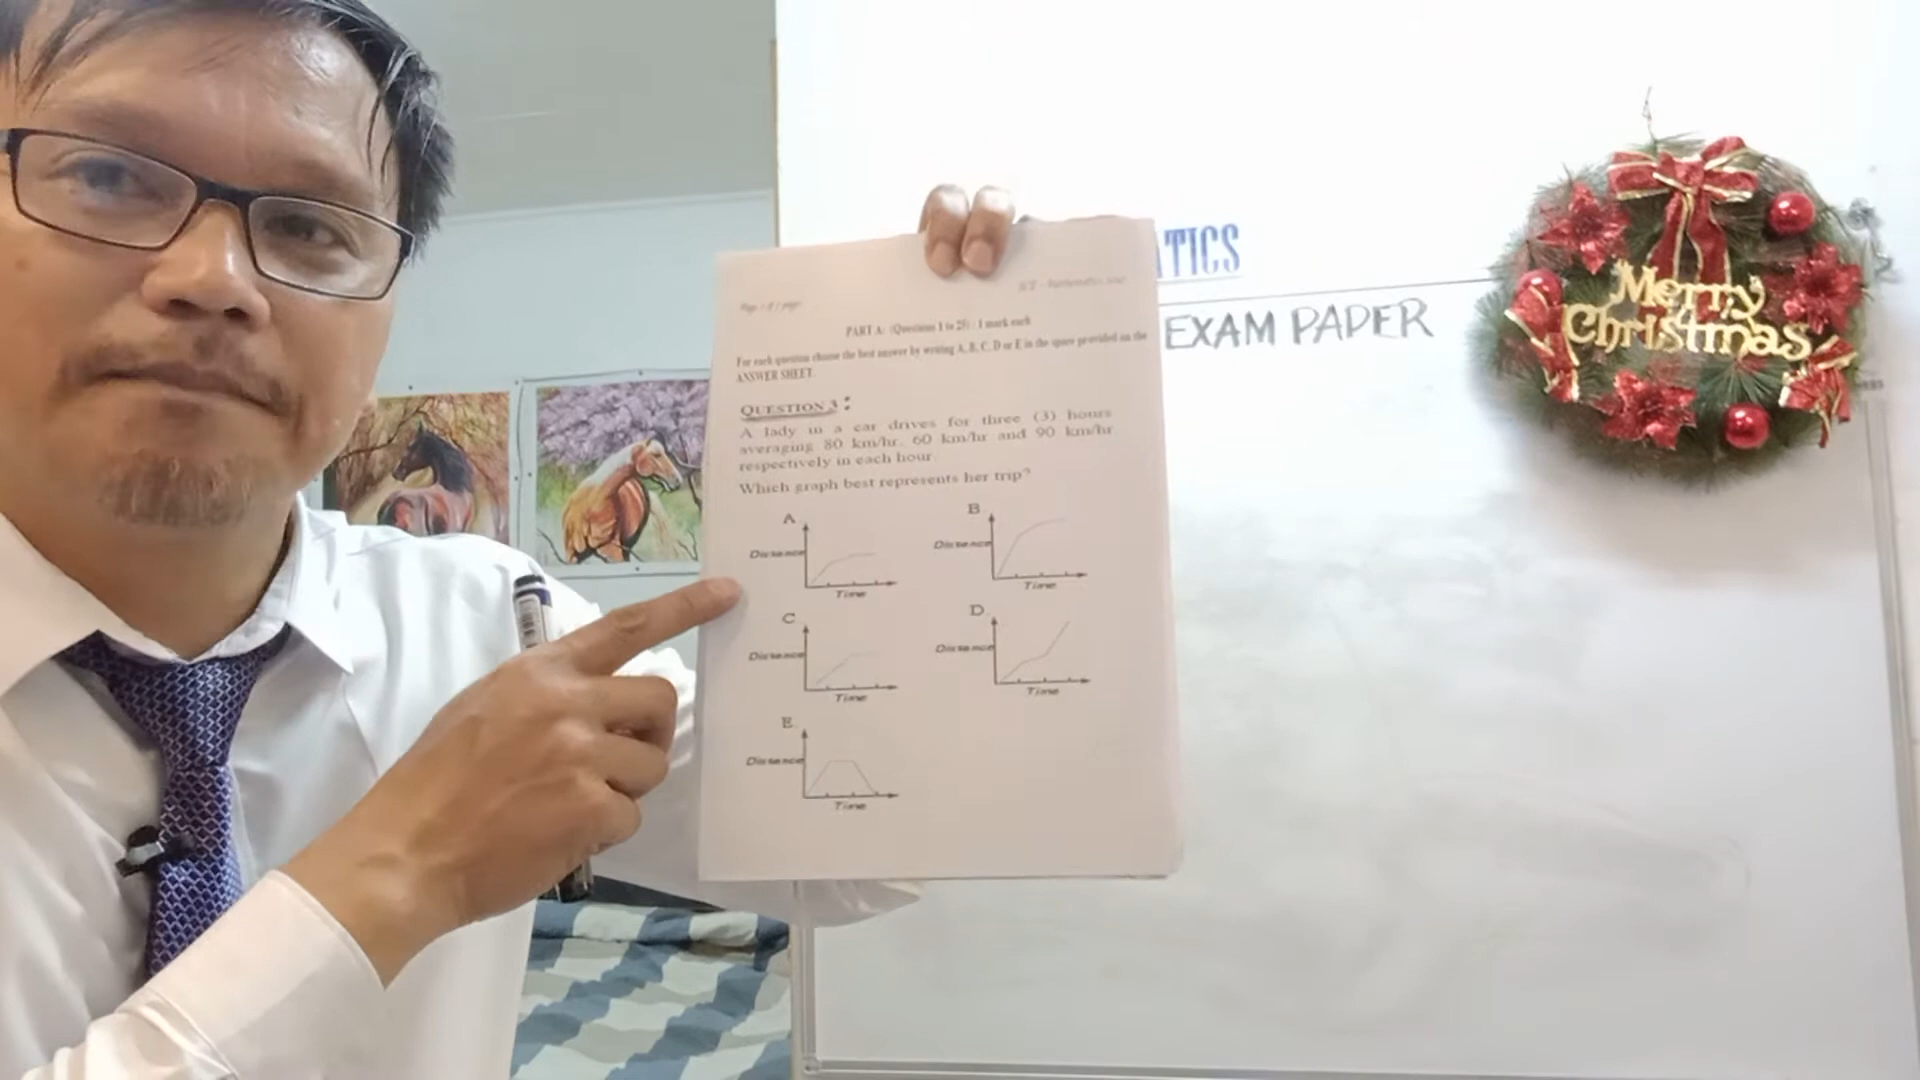 TICS
EXAM PAPER
Merry
Christmas
PART A: (Questions 1 to 25) : 1 mark each
For each question choose the best answer by writing A, B, C, D or E in the space provided on the
ANSWER SHEET.
QUESTION 3 :
A lady in a car drives for three (3) hours
averaging 80 km/hr, 60 km/hr and 90 km/hr
respectively in each hour.
Which graph best represents her trip?
A
Distance
Time
B
Distance
Time
C
Distance
Time
D
Distance
Time
E
Distance
Time